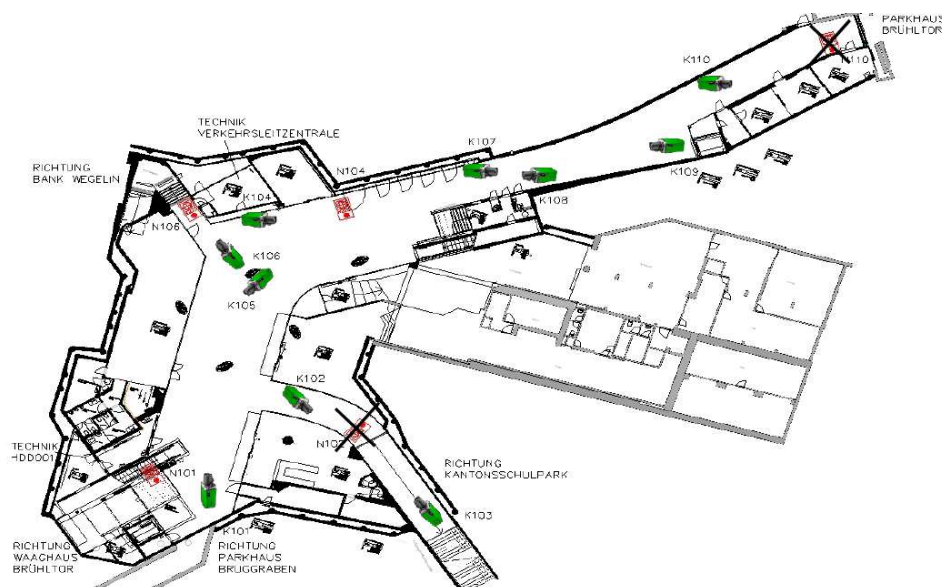 PARKHAUS
BRÜHLTOR
N110
K110
TECHNIK
VERKEHRSLEITZENTRALE
K107
RICHTUNG
BANK WEGELIN
N104
K104
K109
K108
N106
K106
K105
K102
TECHNIK
HDD001
N101
RICHTUNG
KANTONSSCHULPARK
K103
K101
RICHTUNG
WAAGHAUS
BRÜHLTOR
RICHTUNG
PARKHAUS
BRUGGRABEN